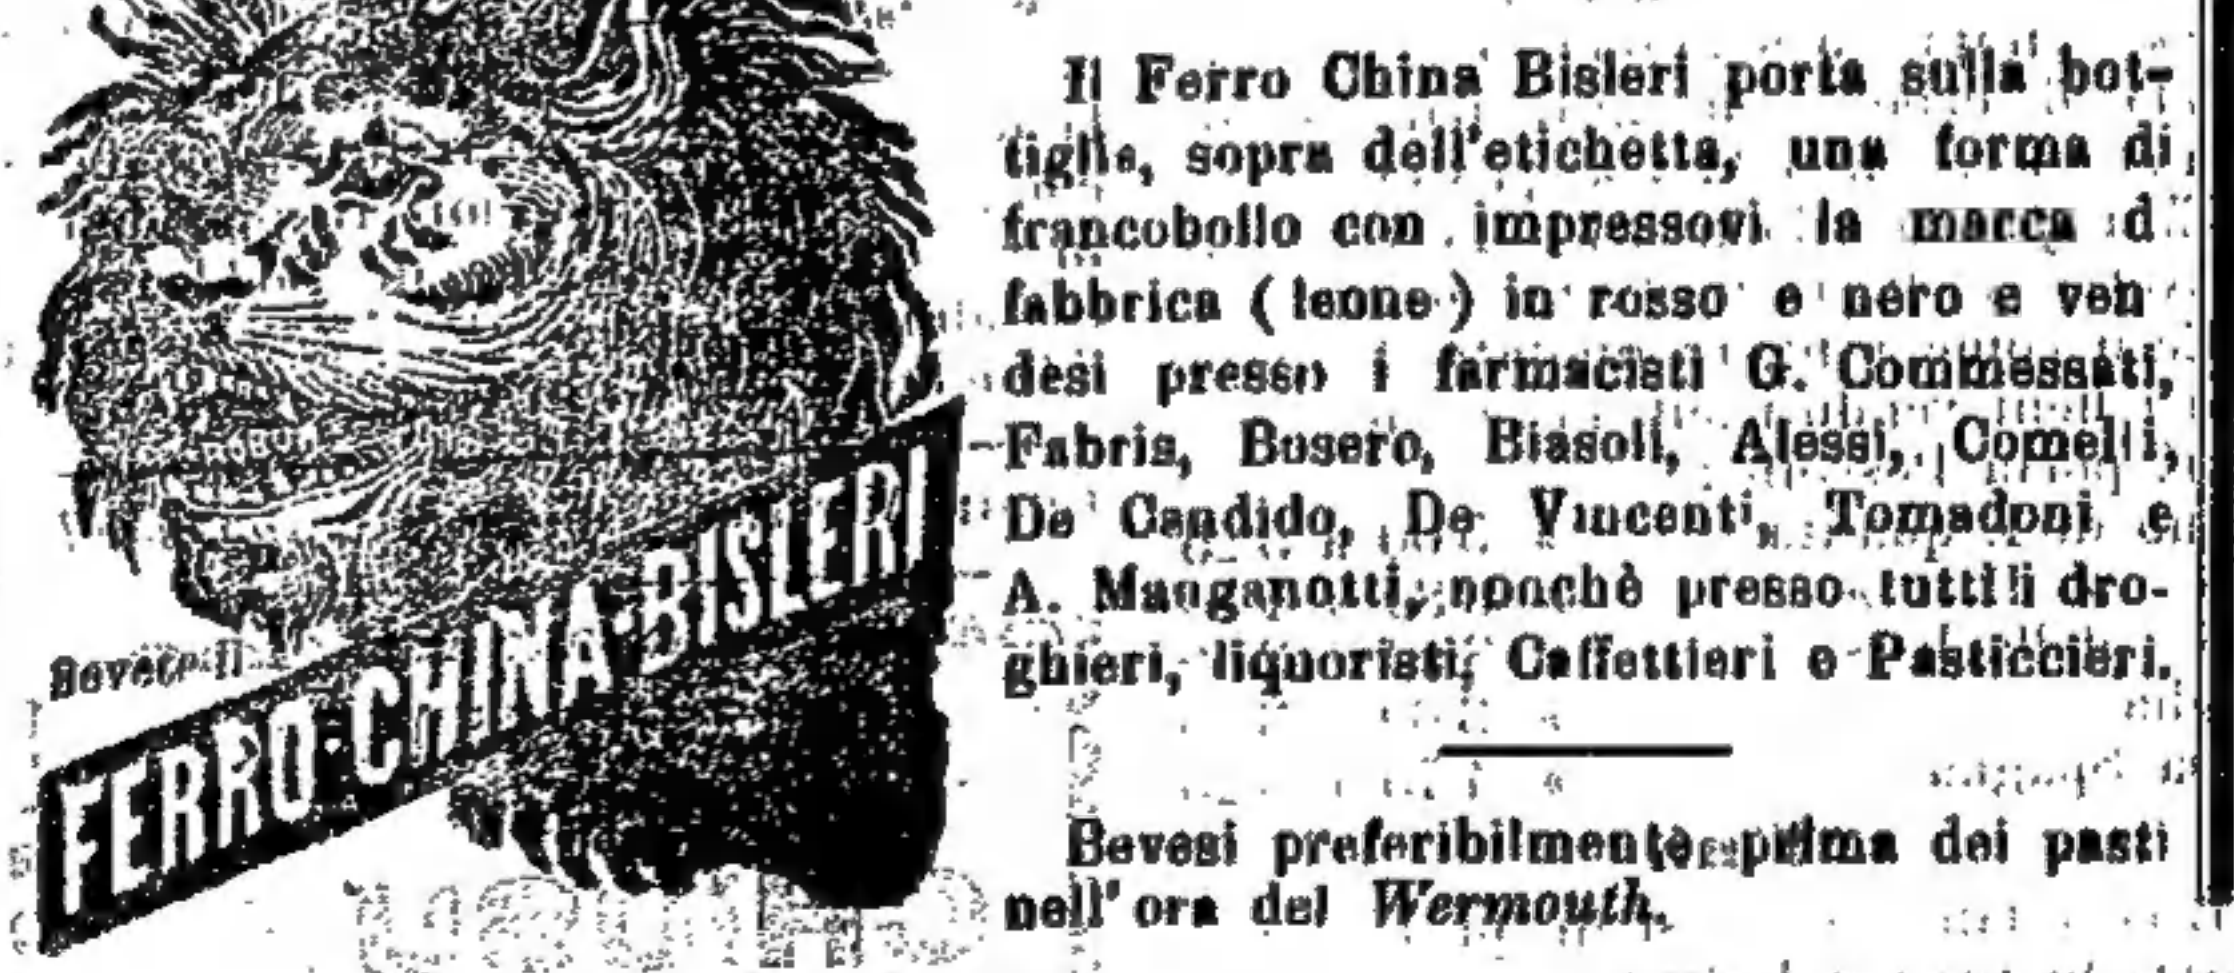 Bevete il
FERRO-CHINA-BISLERI
Il Ferro China Bisleri porta sulla bot-
tiglia, sopra dell'etichetta, una forma di
francobollo con impressovi la marca d
fabbrica (leone) in rosso e nero e ven
desi presso i farmacisti G. Commessati,
Fabris, Bosero, Biasoli, Alessi, Comelli,
De Candido, De Vincenti, Tomadoni, e
A. Manganotti, nonchè presso tutti i dro-
ghieri, liquoristi, Caffettieri e Pasticcieri.
Bevesi preferibilmente prima dei pasti
nell'ora del Wermouth.